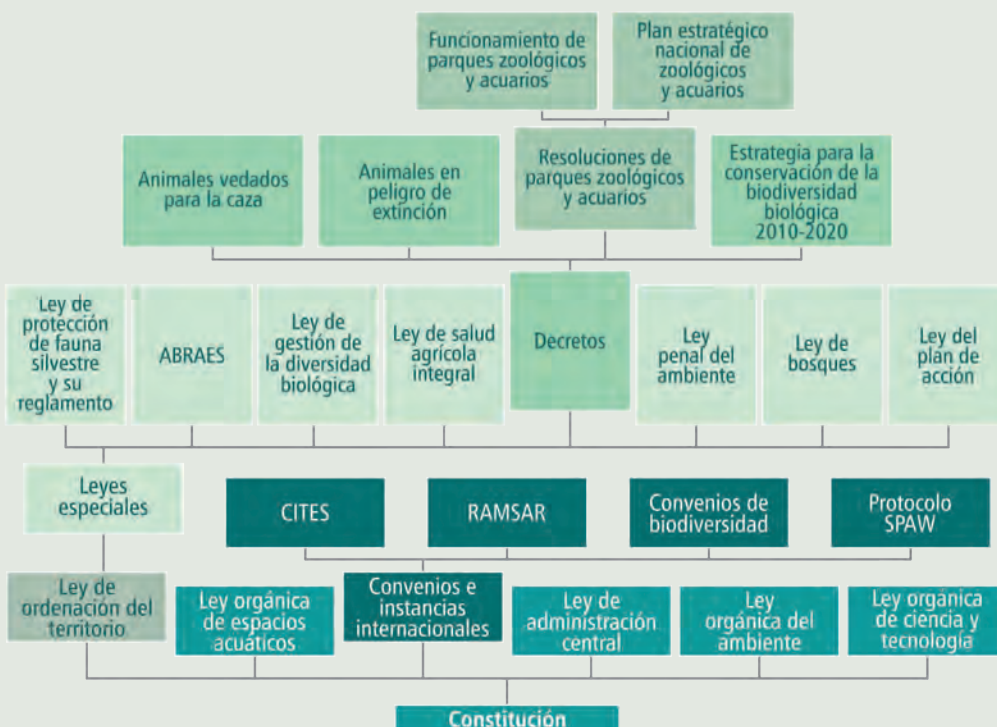 Funcionamiento de
parques zoológicos
y acuarios
Plan estratégico
nacional de
zoológicos
y acuarios
Animales vedados
para la caza
Animales en
peligro de
extinción
Resoluciones de
parques zoológicos
y acuarios
Estrategia para la
conservación de la
biodiversidad
biológica
2010-2020
Ley de
protección
de fauna
silvestre
y su
reglamento
ABRAES
Ley de
gestión de
la diversidad
biológica
Ley de salud
agrícola
integral
Decretos
Ley
penal del
ambiente
Ley de
bosques
Ley del
plan de
acción
Leyes
especiales
CITES
RAMSAR
Convenios de
biodiversidad
Protocolo
SPAW
Ley de
ordenación del
territorio
Ley orgánica
de espacios
acuáticos
Convenios e
instancias
internacionales
Ley de
administración
central
Ley
orgánica del
ambiente
Ley orgánica
de ciencia y
tecnología
Constitución